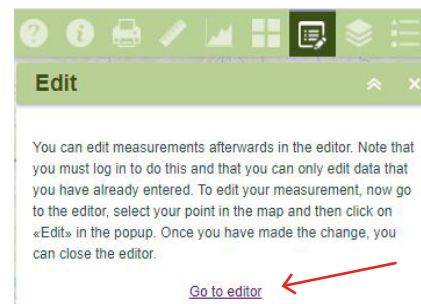 Edit
You can edit measurements afterwards in the editor. Note that
you must log in to do this and that you can only edit data that
you have already entered. To edit your measurement, now go
to the editor, select your point in the map and then click on
«Edit» in the popup. Once you have made the change, you
can close the editor.
Go to editor